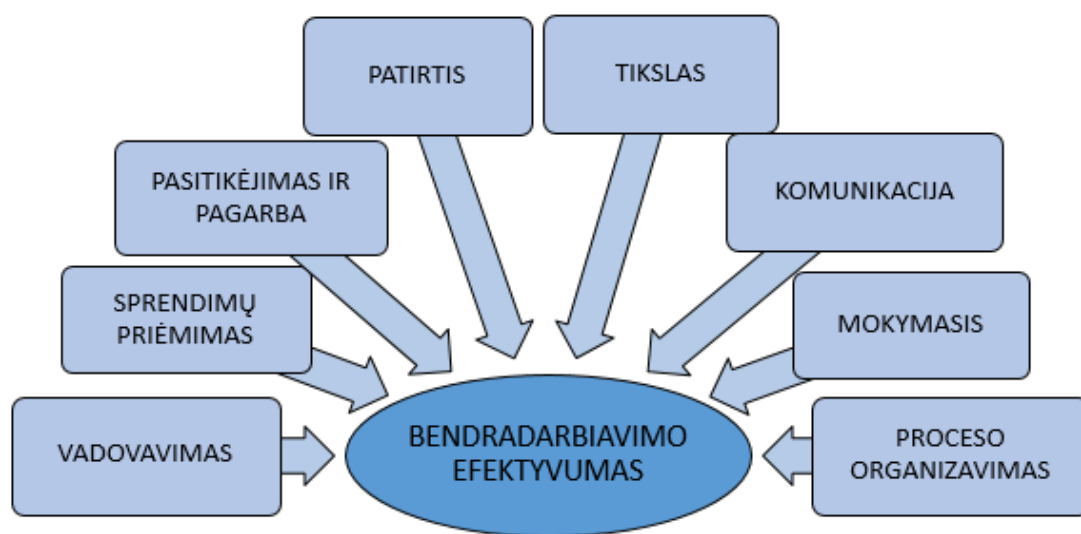 PATIRTIS
TIKSLAS
PASITIKĖJIMAS IR
PAGARBA
KOMUNIKACIJA
SPRENDIMŲ
PRIĖMIMAS
MOKYMASIS
VADOVAVIMAS
BENDRADARBIAVIMO
EFEKTYVUMAS
PROCESO
ORGANIZAVIMAS